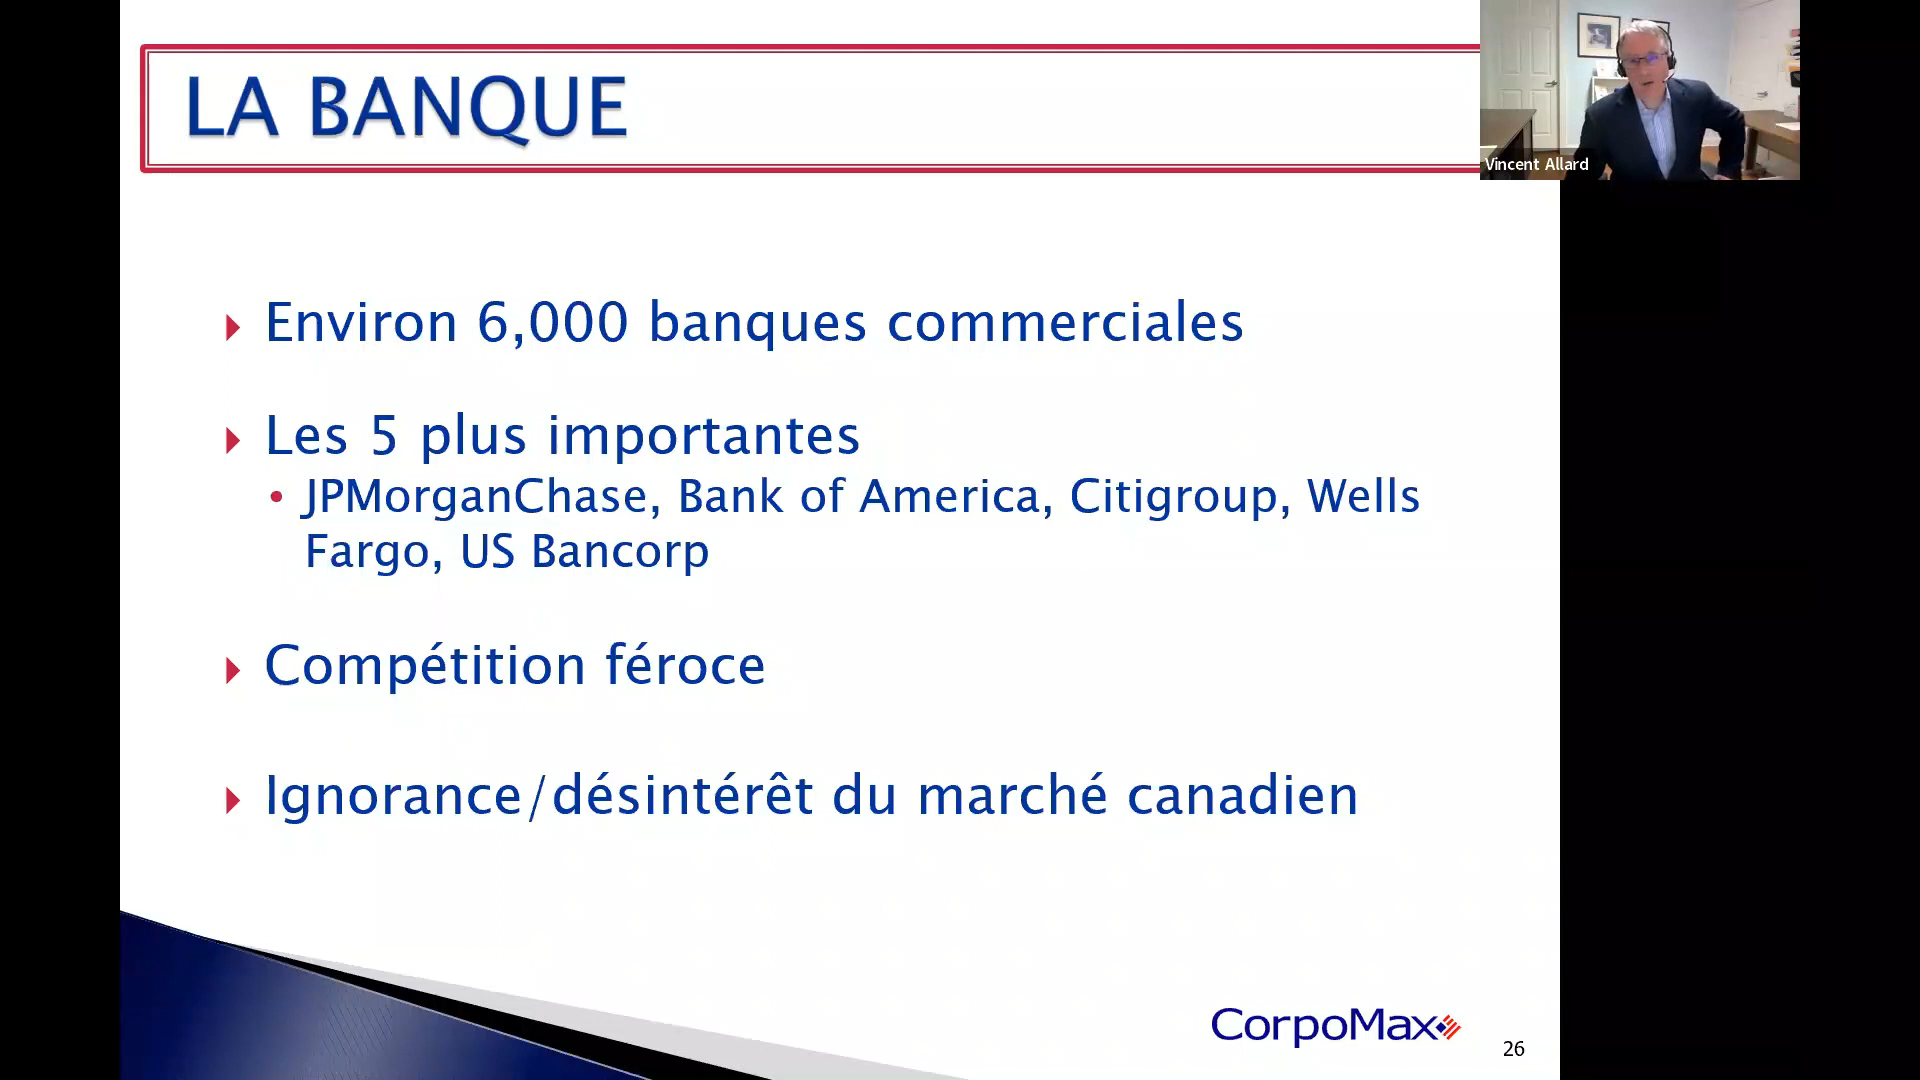 LA BANQUE
Vincent Allard
Environ 6,000 banques commerciales
Les 5 plus importantes
• JPMorganChase, Bank of America, Citigroup, Wells
Fargo, US Bancorp
Compétition féroce
Ignorance/désintérêt du marché canadien
CorpoMax
26